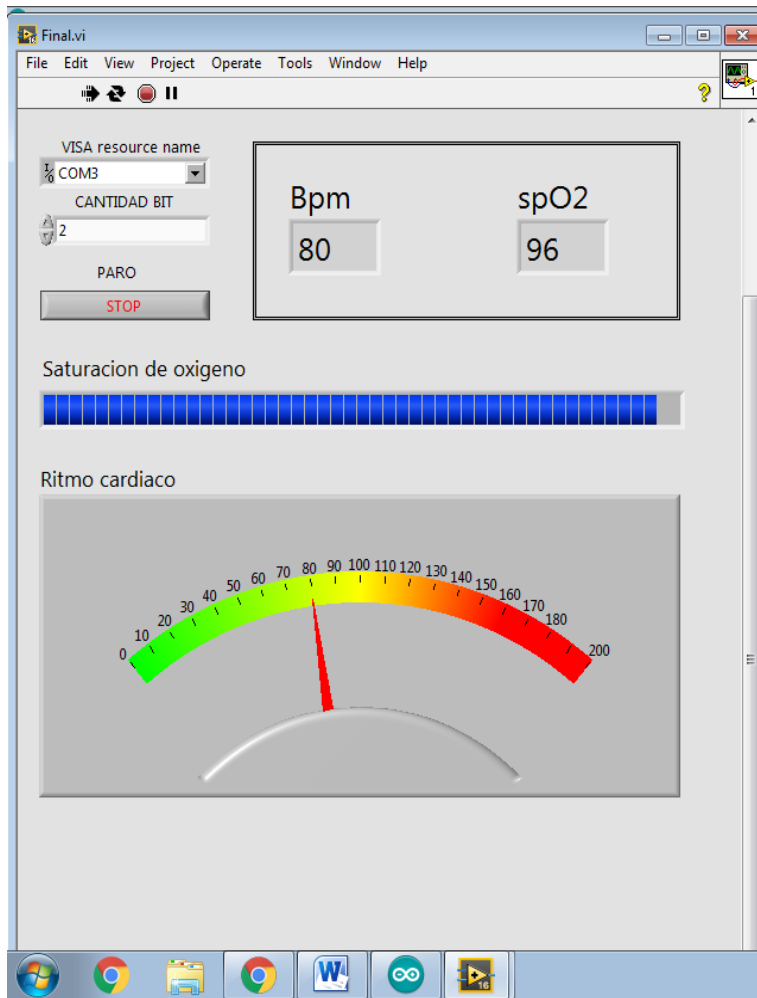 Final.vi
File Edit View Project Operate Tools Window Help
1
VISA resource name
COM3
CANTIDAD BIT
2
PARO
STOP
Bpm
spO2
80
96
Saturacion de oxigeno
Ritmo cardiaco
0 10 20 30 40 50 60 70 80 90 100 110 120 130 140 150 160 170 180 200
W
16